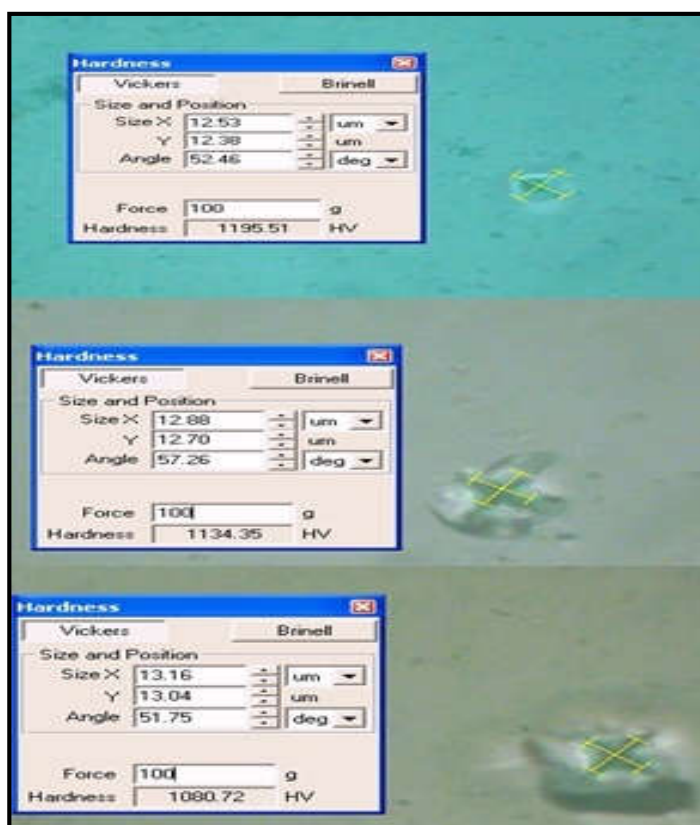 Hardness
Vickers Brinell
Size and Position
Size X 12.53 um
Y 12.38 um
Angle 52.46 deg
Force 100 g
Hardness 1195.51 HV
Hardness
Vickers Brinell
Size and Position
Size X 12.88 um
Y 12.70 um
Angle 57.26 deg
Force 100 g
Hardness 1134.35 HV
Hardness
Vickers Brinell
Size and Position
Size X 13.16 um
Y 13.04 um
Angle 51.75 deg
Force 100 g
Hardness 1080.72 HV